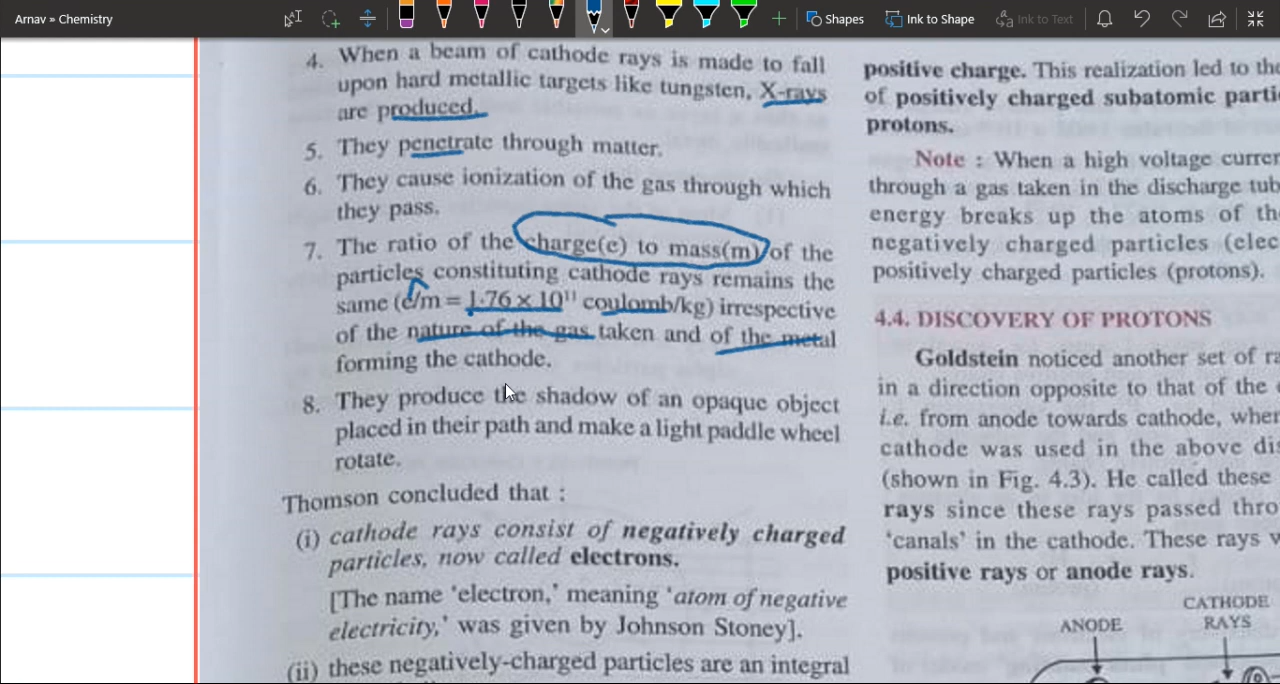 Arnav » Chemistry
Shapes
Ink to Shape
Ink to Text
4. When a beam of cathode rays is made to fall
upon hard metallic targets like tungsten, X-rays
are produced.
5. They penetrate through matter.
6. They cause ionization of the gas through which
they pass.
7. The ratio of the charge(e) to mass(m) of the
particles constituting cathode rays remains the
same (e/m = 1·76 × 10¹¹ coulomb/kg) irrespective
of the nature of the gas taken and of the metal
forming the cathode.
8. They produce the shadow of an opaque object
placed in their path and make a light paddle wheel
rotate.
Thomson concluded that :
(i) cathode rays consist of negatively charged
particles, now called electrons.
[The name ‘electron,’ meaning ‘atom of negative
electricity,’ was given by Johnson Stoney].
(ii) these negatively-charged particles are an integral
positive charge. This realization led to the
of positively charged subatomic parti
protons.
Note : When a high voltage curren
through a gas taken in the discharge tub
energy breaks up the atoms of th
negatively charged particles (elec
positively charged particles (protons).
4.4. DISCOVERY OF PROTONS
Goldstein noticed another set of ra
in a direction opposite to that of the
i.e. from anode towards cathode, when
cathode was used in the above dis
(shown in Fig. 4.3). He called these
rays since these rays passed thro
‘canals’ in the cathode. These rays w
positive rays or anode rays.
CATHODE
ANODE RAYS